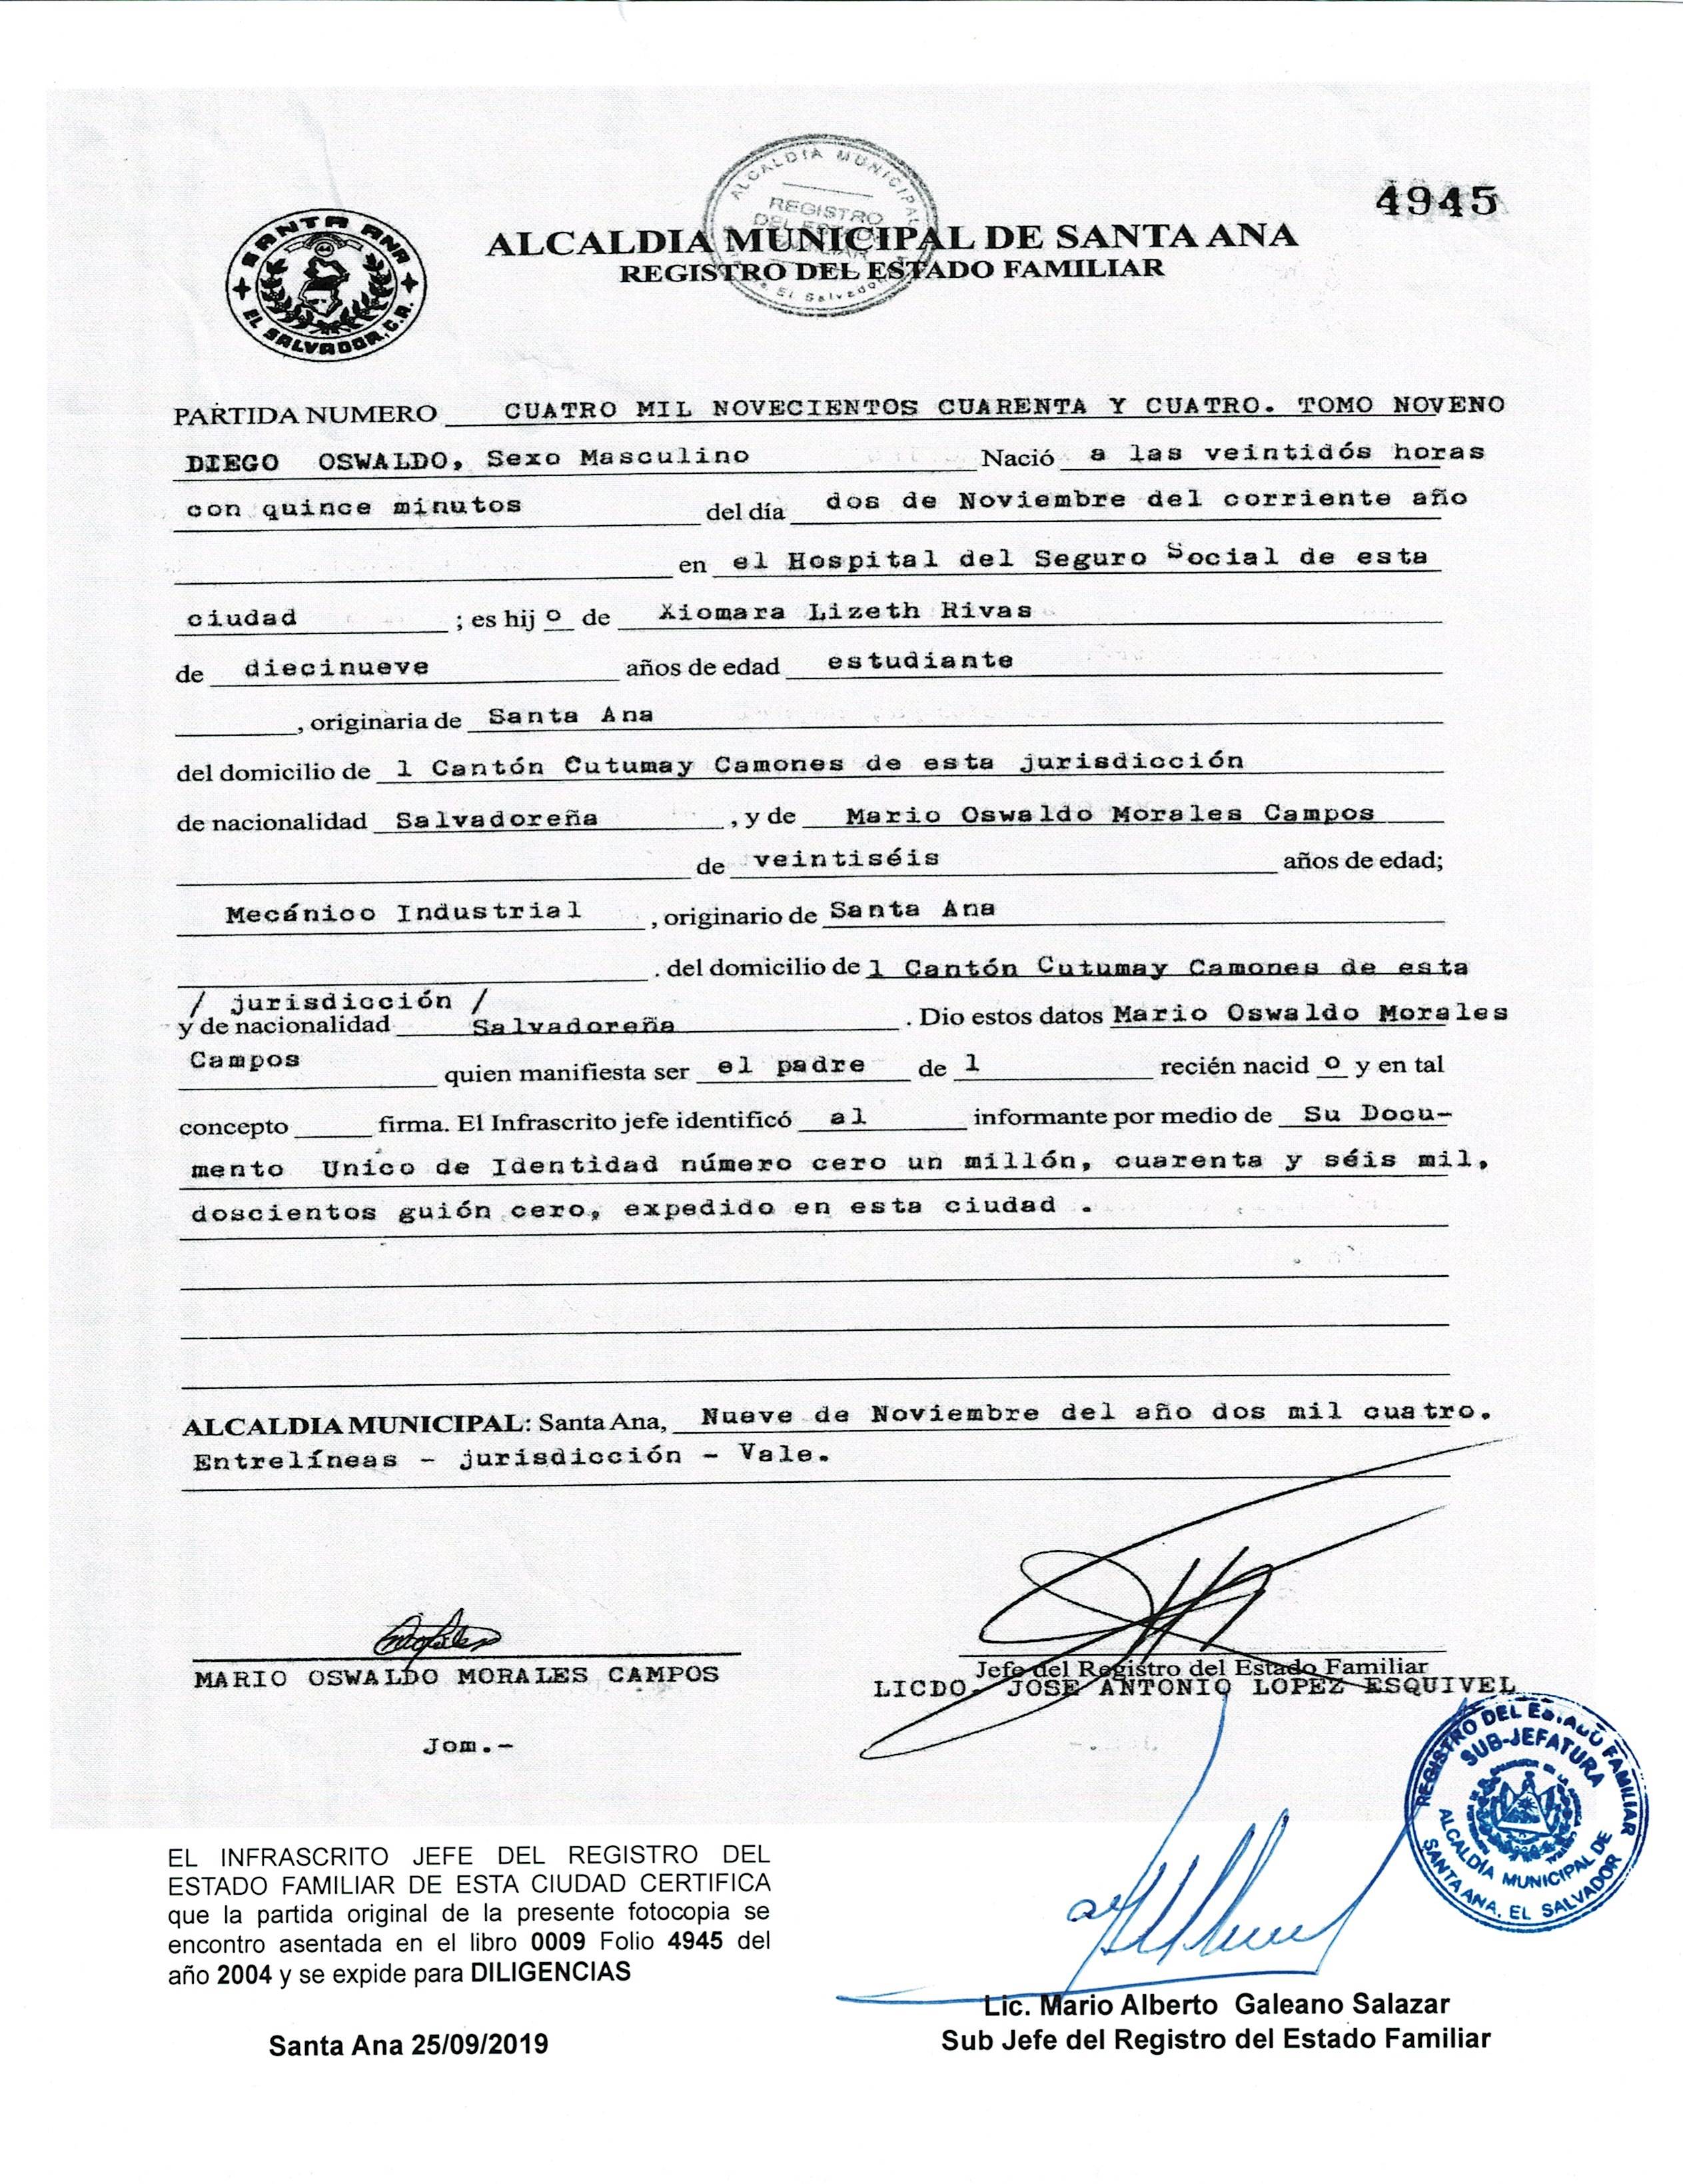 ALCALDIA MUNICIPAL
REGISTRO
DEL ESTADO
FAMILIAR
El Salvador
4945
SANTA ANA
EL SALVADOR, C.A.
ALCALDIA MUNICIPAL DE SANTA ANA
REGISTRO DEL ESTADO FAMILIAR
PARTIDA NUMERO CUATRO MIL NOVECIENTOS CUARENTA Y CUATRO. TOMO NOVENO
DIEGO OSWALDO, Sexo Masculino Nació a las veintidós horas
con quince minutos del día dos de Noviembre del corriente año
en el Hospital del Seguro Social de esta
ciudad ; es hij o de Xiomara Lizeth Rivas
de diecinueve años de edad estudiante
, originaria de Santa Ana
del domicilio de l Cantón Cutumay Camones de esta jurisdicción
de nacionalidad Salvadoreña , y de Mario Oswaldo Morales Campos
de veintiséis años de edad;
Mecánico Industrial , originario de Santa Ana
. del domicilio de l Cantón Cutumay Camones de esta
/ jurisdicción /
y de nacionalidad Salvadoreña . Dio estos datos Mario Oswaldo Morales
Campos quien manifiesta ser el padre de l recién nacid o y en tal
concepto firma. El Infrascrito jefe identificó al informante por medio de Su Docu-
mento Unico de Identidad número cero un millón, cuarenta y séis mil,
doscientos guión cero, expedido en esta ciudad .
ALCALDIA MUNICIPAL: Santa Ana, Nueve de Noviembre del año dos mil cuatro.
Entrelíneas - jurisdicción - Vale.
MARIO OSWALDO MORALES CAMPOS
Jefe del Registro del Estado Familiar
LICDO. JOSE ANTONIO LOPEZ ESQUIVEL
Jom.-
REGISTRO DEL ESTADO FAMILIAR
SUB-JEFATURA
ALCALDÍA MUNICIPAL DE
SANTA ANA, EL SALVADOR
EL INFRASCRITO JEFE DEL REGISTRO DEL
ESTADO FAMILIAR DE ESTA CIUDAD CERTIFICA
que la partida original de la presente fotocopia se
encontro asentada en el libro 0009 Folio 4945 del
año 2004 y se expide para DILIGENCIAS
Santa Ana 25/09/2019
Lic. Mario Alberto Galeano Salazar
Sub Jefe del Registro del Estado Familiar